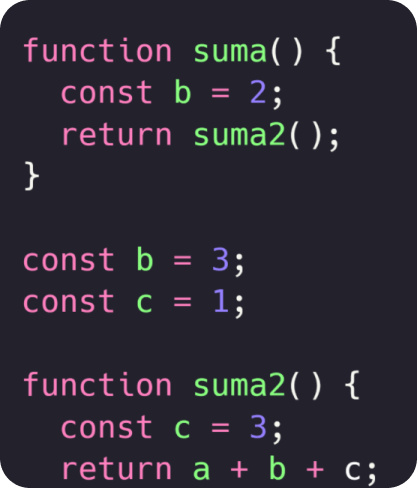 function suma() {
  const b = 2;
  return suma2();
}

const b = 3;
const c = 1;

function suma2() {
  const c = 3;
  return a + b + c;